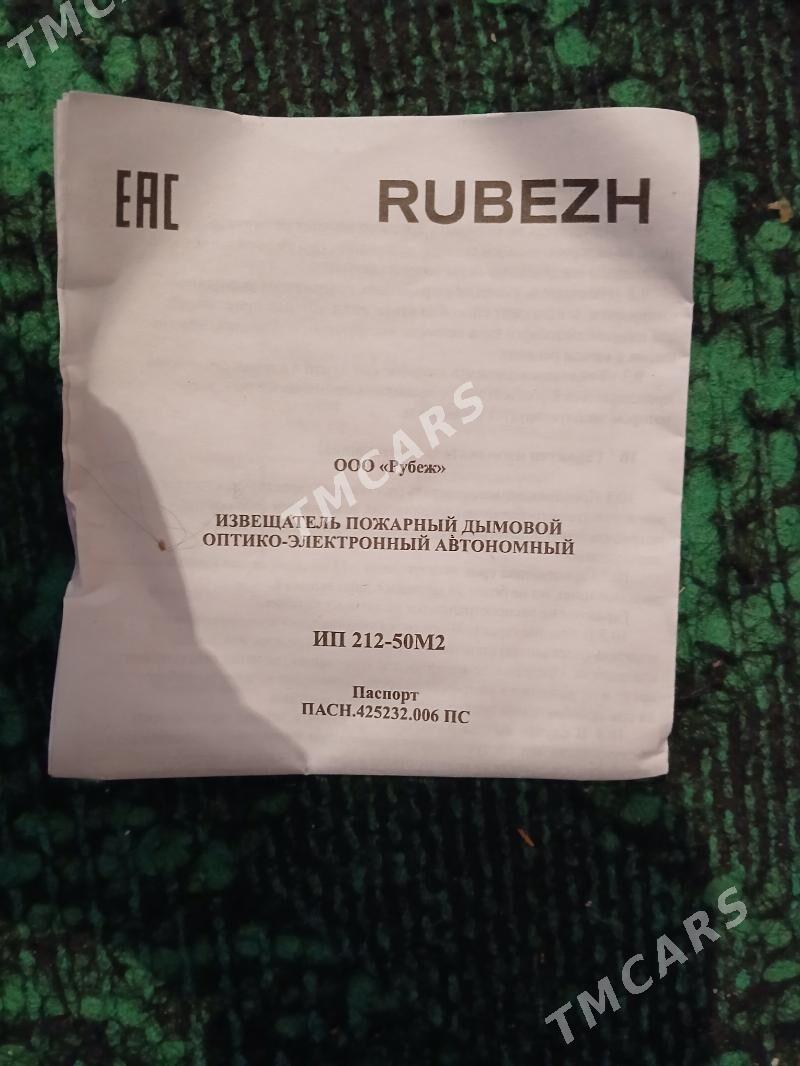 TMCARS
EAC
RUBEZH
ООО «Рубеж»
TMCARS
ИЗВЕЩАТЕЛЬ ПОЖАРНЫЙ ДЫМОВОЙ
ОПТИКО-ЭЛЕКТРОННЫЙ АВТОНОМНЫЙ
ИП 212-50М2
Паспорт
ПАСН.425232.006 ПС
TMCARS